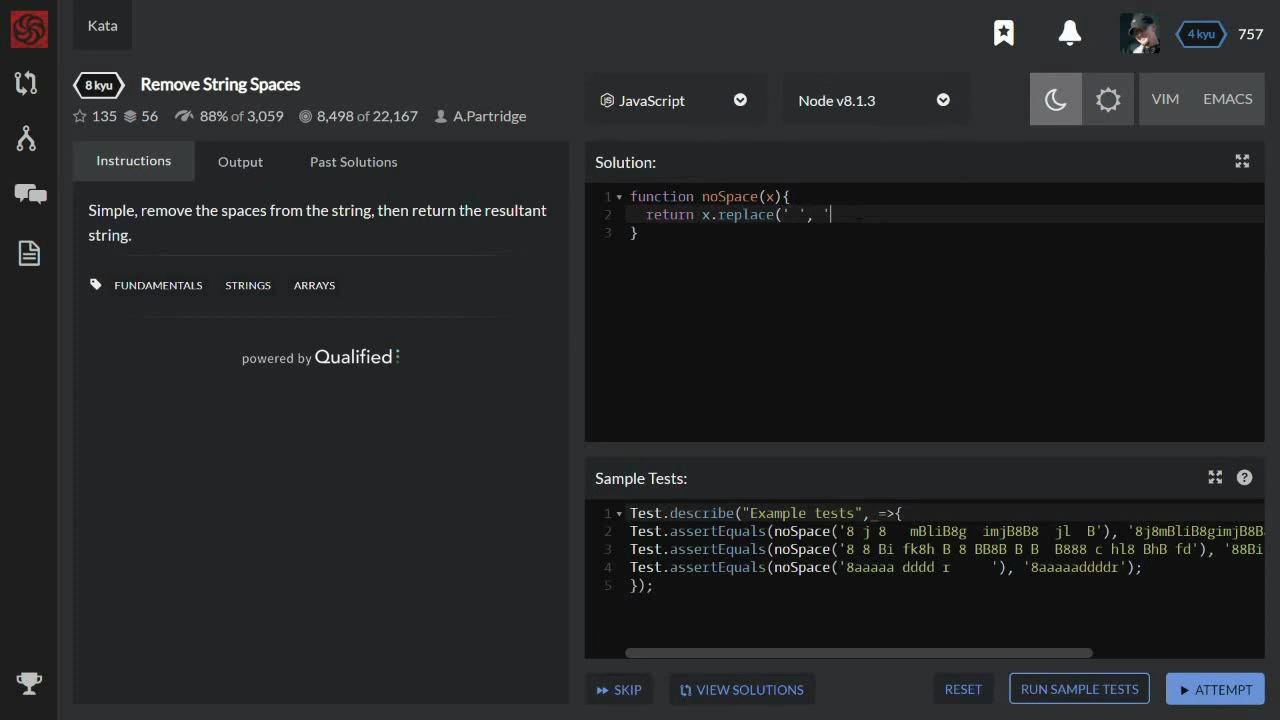 Kata
4 kyu 757
8 kyu Remove String Spaces
135 56 88% of 3,059 8,498 of 22,167 A.Partridge
JavaScript Node v8.1.3 VIM EMACS
Instructions Output Past Solutions
Simple, remove the spaces from the string, then return the resultant
string.
FUNDAMENTALS STRINGS ARRAYS
powered by Qualified
Solution:
1 function noSpace(x){
2 return x.replace(' ', '
3 }
Sample Tests:
1 Test.describe("Example tests",_=>{
2 Test.assertEquals(noSpace('8 j 8   mBliB8g  imjB8B8  jl  B'), '8j8mBliB8gimjB8B
3 Test.assertEquals(noSpace('8 8 Bi fk8h B 8 BB8B B B  B888 c hl8 BhB fd'), '88Bi
4 Test.assertEquals(noSpace('8aaaaa dddd r     '), '8aaaaaddddr');
5 });
SKIP VIEW SOLUTIONS RESET RUN SAMPLE TESTS ATTEMPT